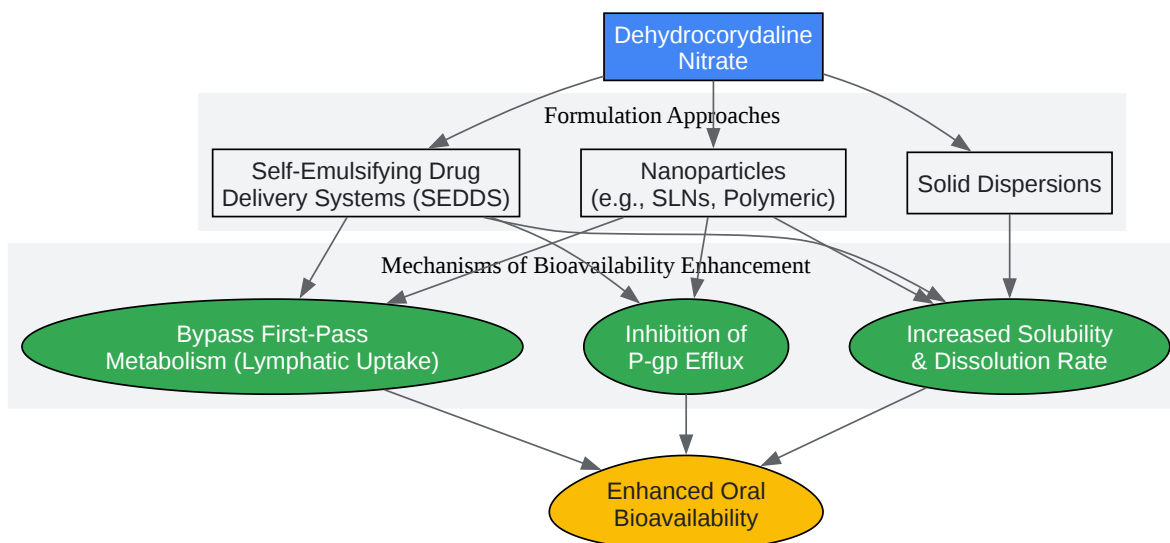 Dehydrocorydaline
Nitrate
Formulation Approaches
Self-Emulsifying Drug
Delivery Systems (SEDDS)
Nanoparticles
(e.g., SLNs, Polymeric)
Solid Dispersions
Mechanisms of Bioavailability Enhancement
Bypass First-Pass
Metabolism (Lymphatic Uptake)
Inhibition of
P-gp Efflux
Increased Solubility
& Dissolution Rate
Enhanced Oral
Bioavailability